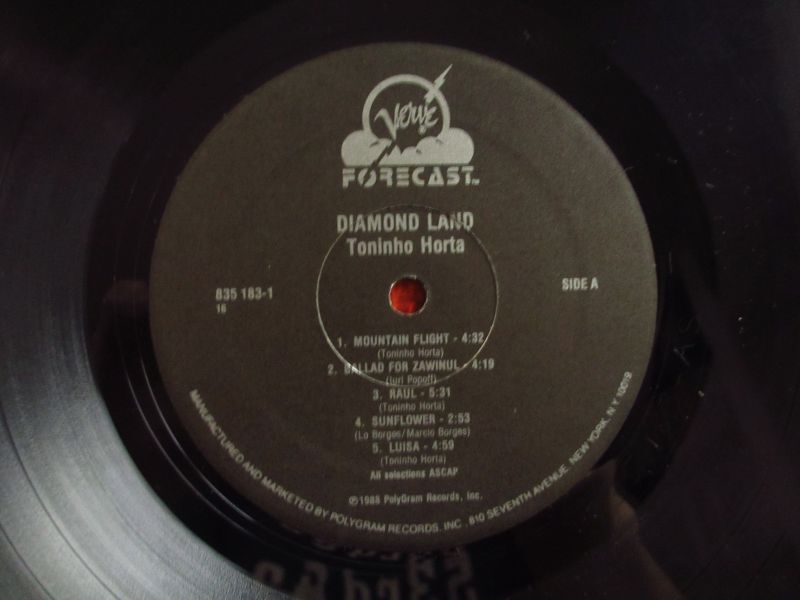 Verve
FORECAST™
DIAMOND LAND
Toninho Horta
835 183-1
16
SIDE A
1. MOUNTAIN FLIGHT - 4:32
(Toninho Horta)
2. BALLAD FOR ZAWINUL - 4:19
(Iuri Popoff)
3. RAUL - 5:31
(Toninho Horta)
4. SUNFLOWER - 2:53
(Lo Borges/Marcio Borges)
5. LUISA - 4:59
(Toninho Horta)
All selections ASCAP
℗1988 PolyGram Records, Inc.
MANUFACTURED AND MARKETED BY POLYGRAM RECORDS, INC., 810 SEVENTH AVENUE, NEW YORK, N.Y. 10019